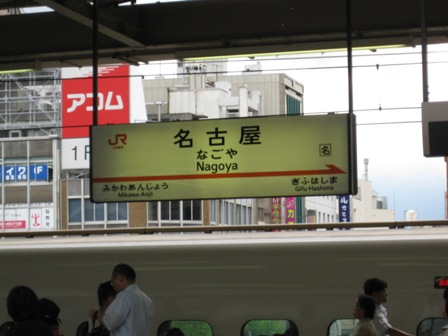 アコム
JR
名古屋
なごや
Nagoya
名
みかわあんじょう
Mikawa-Anjō
ぎふはしま
Gifu-Hashima